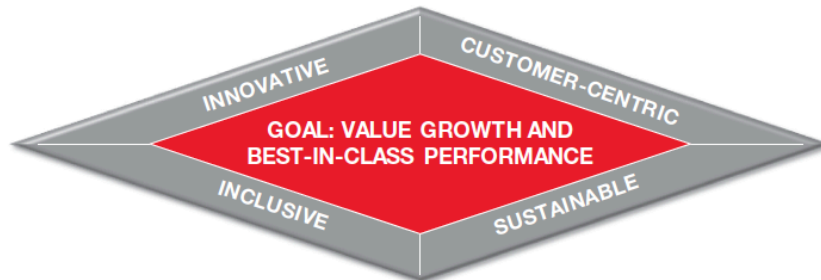 INNOVATIVE
CUSTOMER-CENTRIC
GOAL: VALUE GROWTH AND
BEST-IN-CLASS PERFORMANCE
INCLUSIVE
SUSTAINABLE